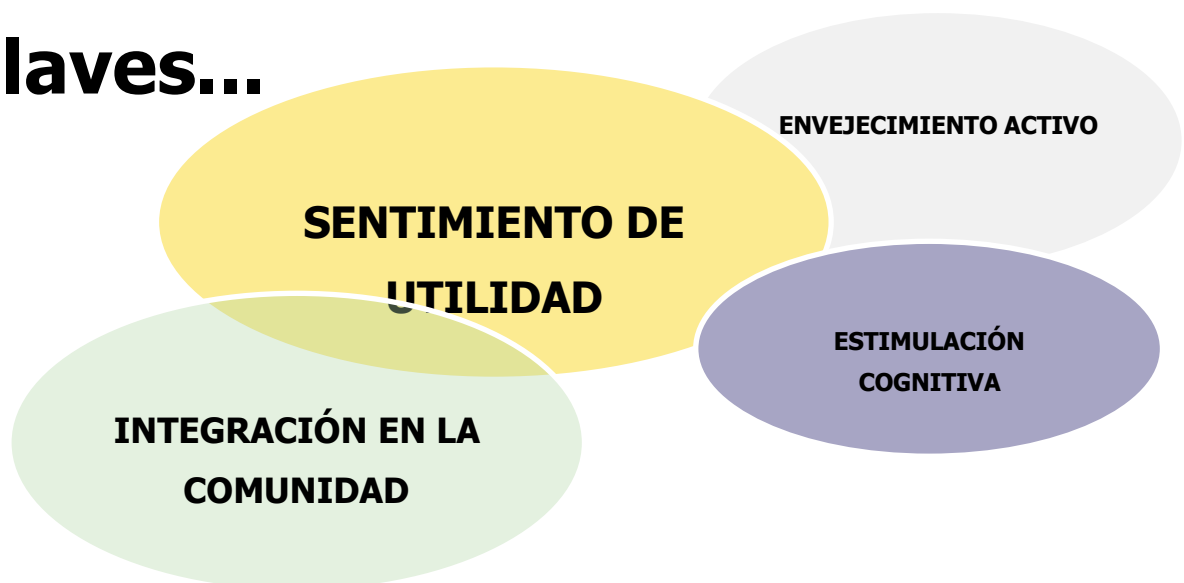 laves...
ENVEJECIMIENTO ACTIVO
SENTIMIENTO DE
UTILIDAD
ESTIMULACIÓN
COGNITIVA
INTEGRACIÓN EN LA
COMUNIDAD